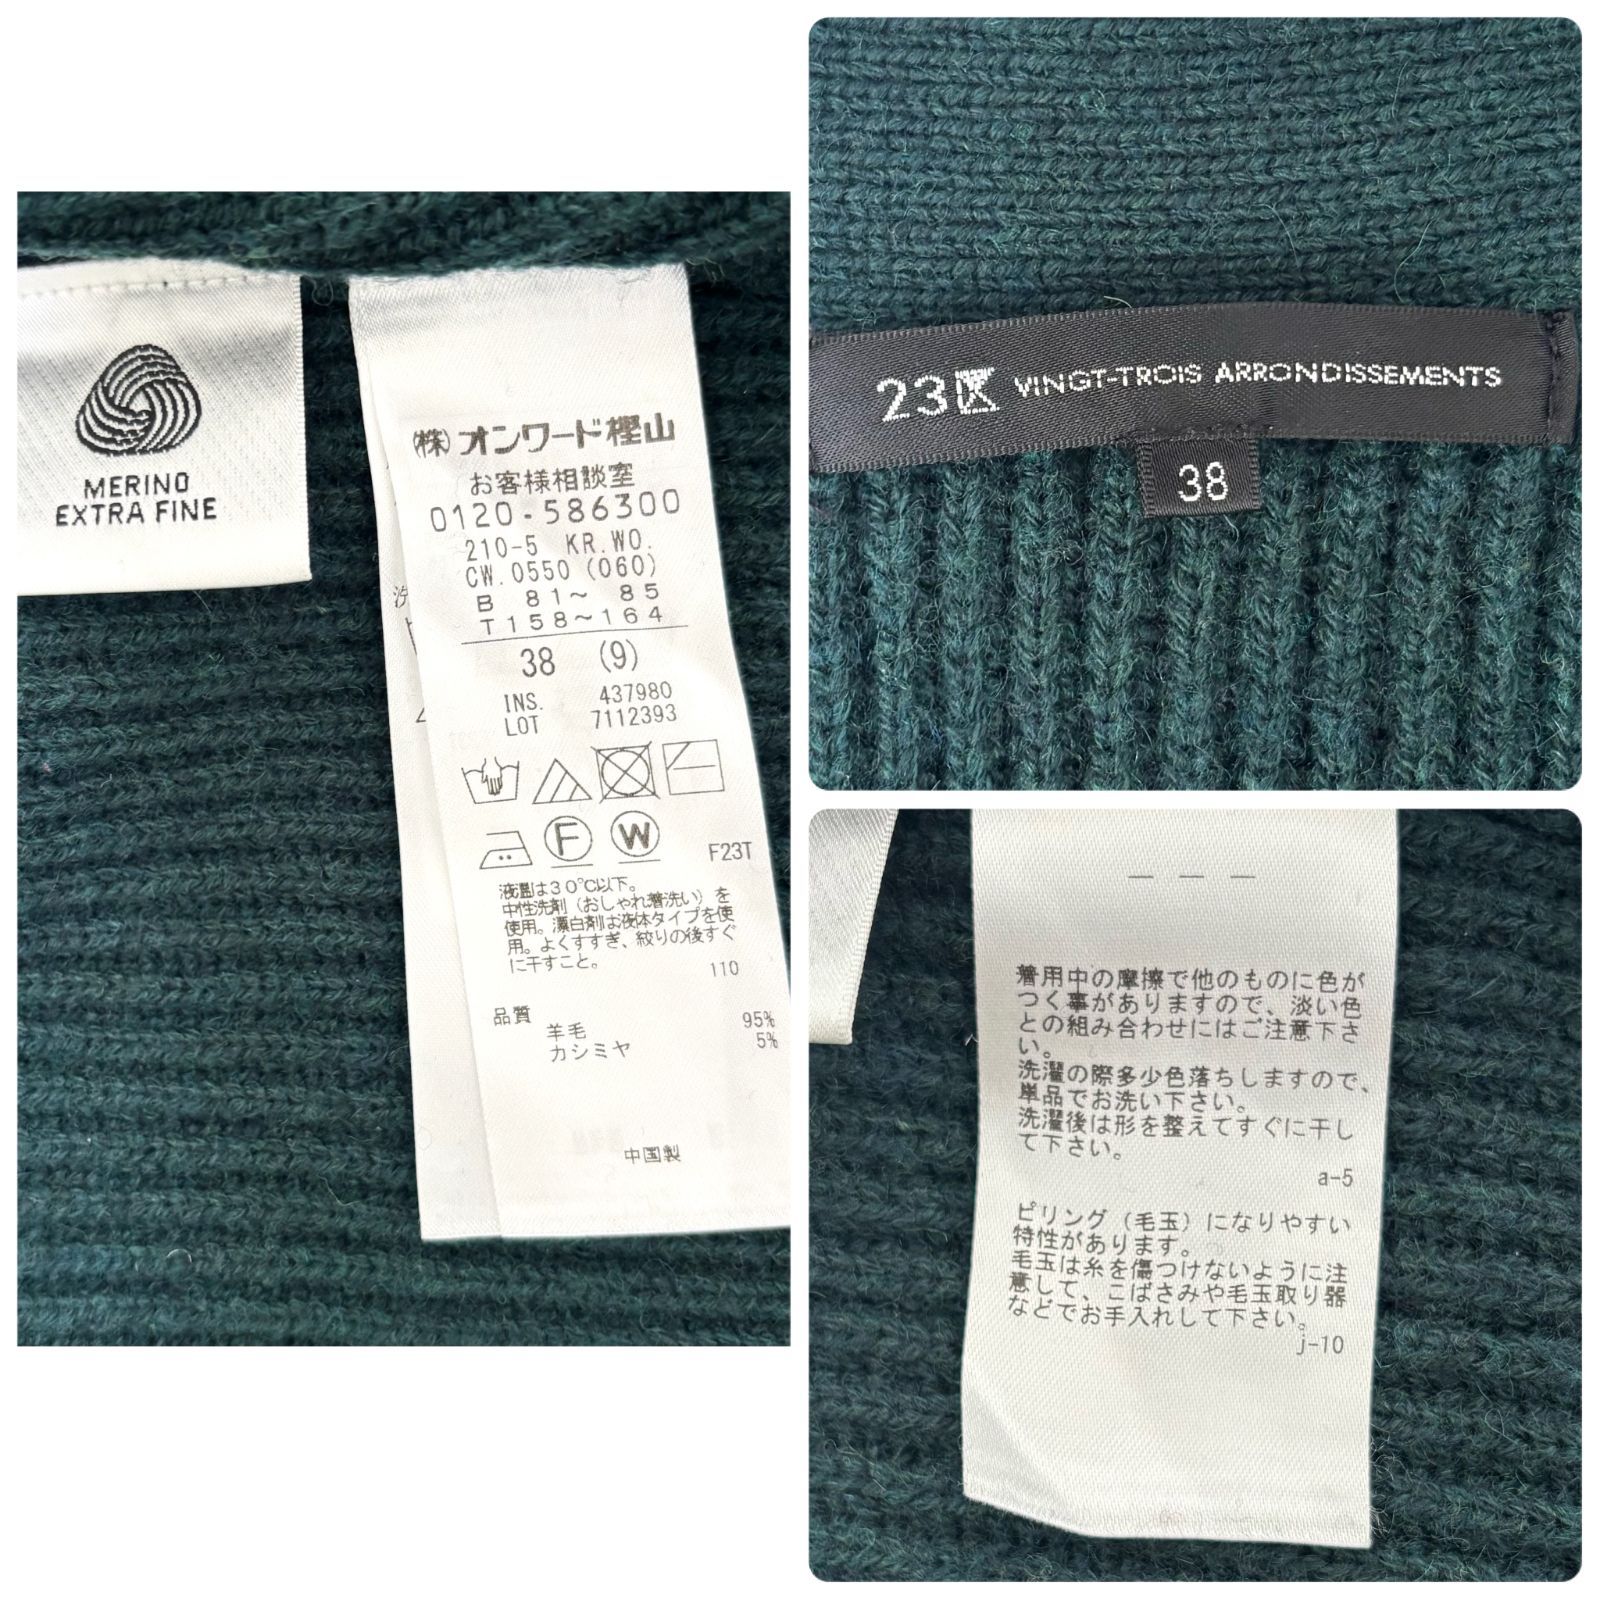 MERINO
EXTRA FINE
(株)オンワード樫山
お客様相談室
0120-586300
210-5 KR.WO.
CW.0550 (060)
B 81~ 85
T158~164
38 (9)
INS. 437980
LOT 7112393
F
W
F23T
液温は30℃以下。
中性洗剤(おしゃれ着洗い)を
使用。漂白剤は液体タイプを使
用。よくすすぎ、絞りの後すぐ
に干すこと。
110
品質
羊毛 95%
カシミヤ 5%
中国製
洗
23区 VINGT-TROIS ARRONDISSEMENTS
38
着用中の摩擦で他のものに色が
つく事がありますので、淡い色
との組み合わせにはご注意下さ
い。
洗濯の際多少色落ちしますので、
単品でお洗い下さい。
洗濯後は形を整えてすぐに干し
て下さい。
a-5
ピリング(毛玉)になりやすい
特性があります。
毛玉は糸を傷つけないように注
意して、こばさみや毛玉取り器
などでお手入れして下さい。
j-10